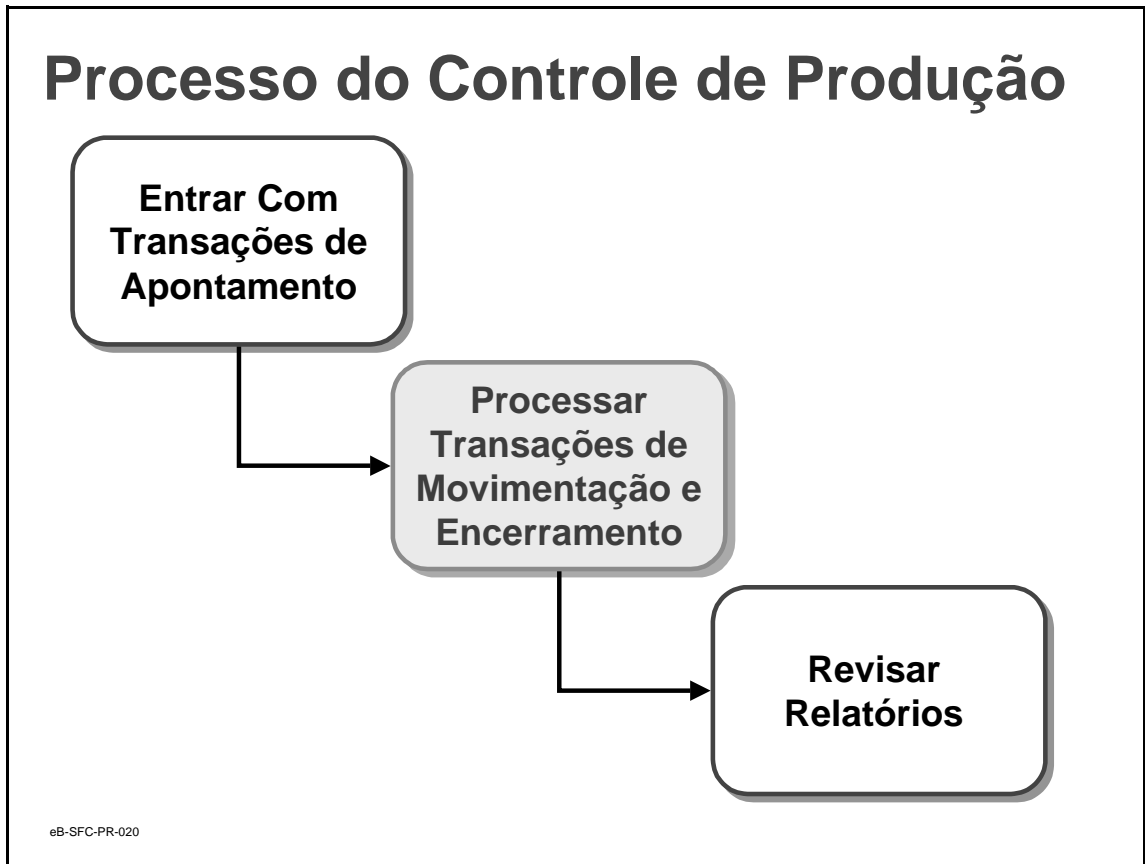 Processo do Controle de Produção
Entrar Com
Transações de
Apontamento
Processar
Transações de
Movimentação e
Encerramento
Revisar
Relatórios
eB-SFC-PR-020